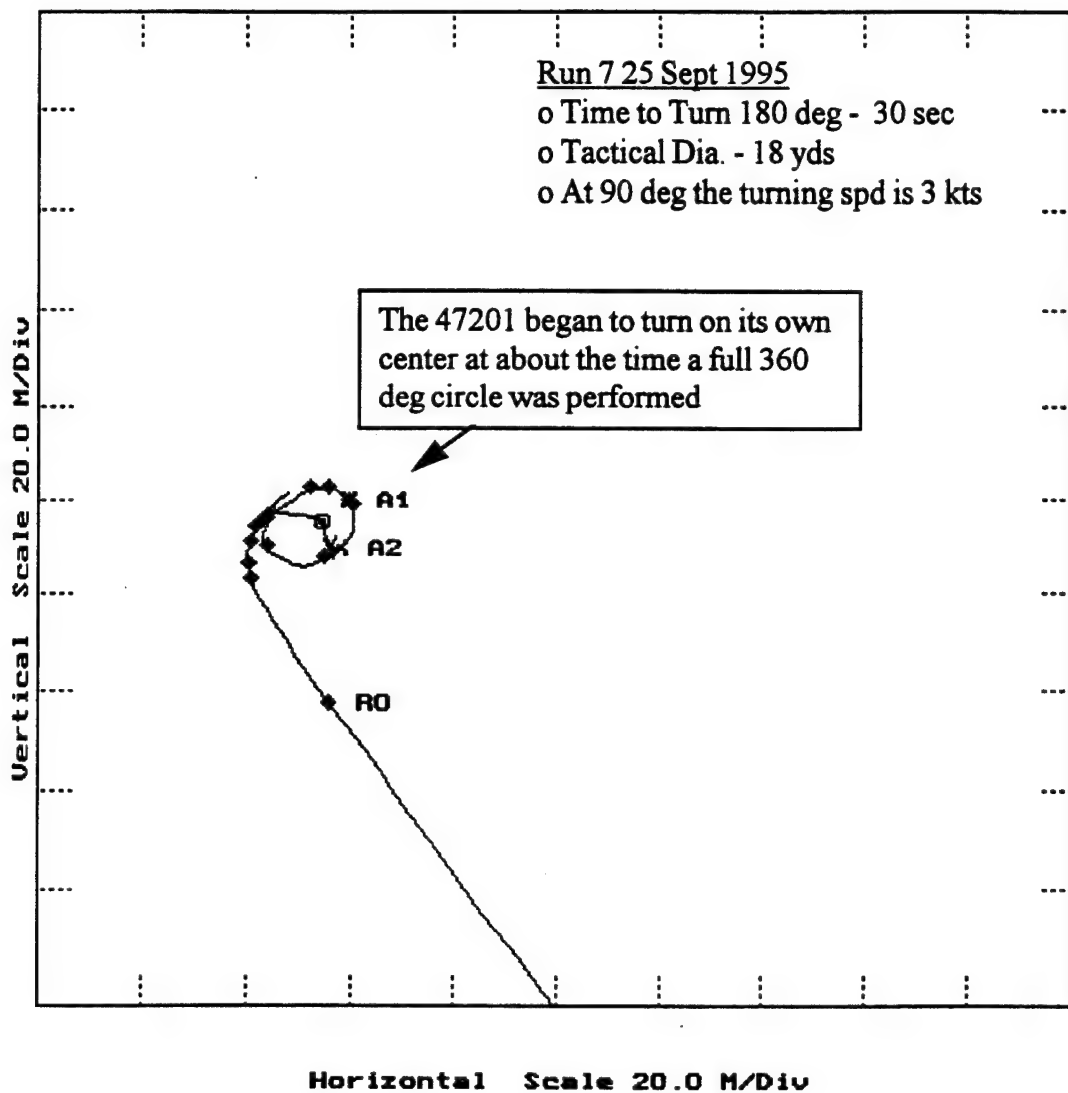 Run 7 25 Sept 1995
o Time to Turn 180 deg - 30 sec
o Tactical Dia. - 18 yds
o At 90 deg the turning spd is 3 kts
The 47201 began to turn on its own
center at about the time a full 360
deg circle was performed
A1
A2
RO
Vertical Scale 20.0 M/Div
Horizontal Scale 20.0 M/Div